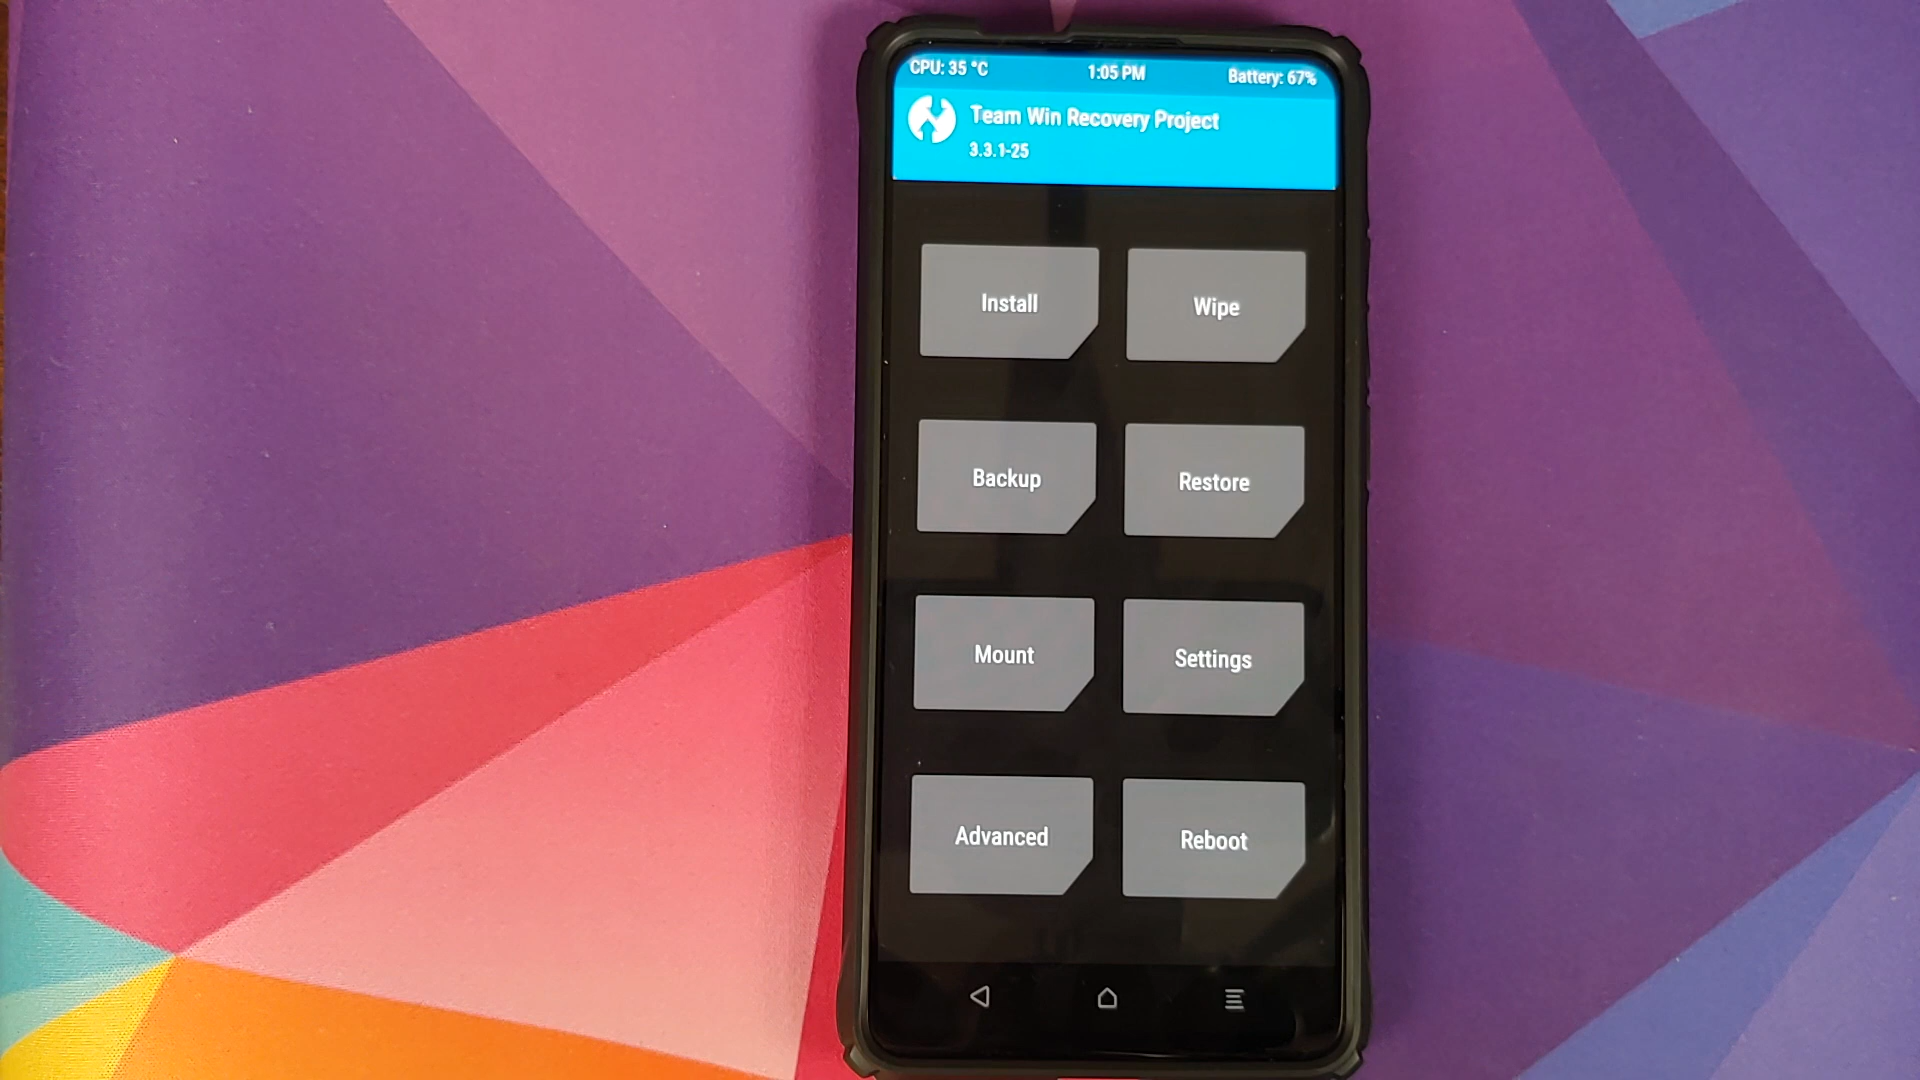 CPU: 35 °C 1:05 PM Battery: 67%
Team Win Recovery Project
3.3.1-25
Install Wipe
Backup Restore
Mount Settings
Advanced Reboot